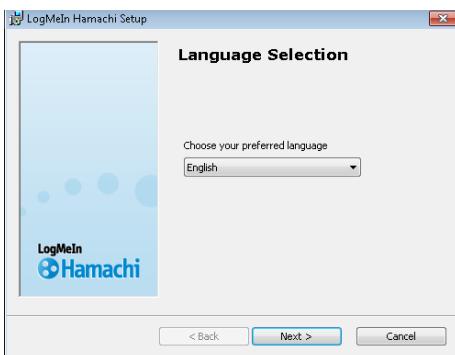 LogMeIn Hamachi Setup
Language Selection
Choose your preferred language
English
LogMeIn
Hamachi
< Back
Next >
Cancel